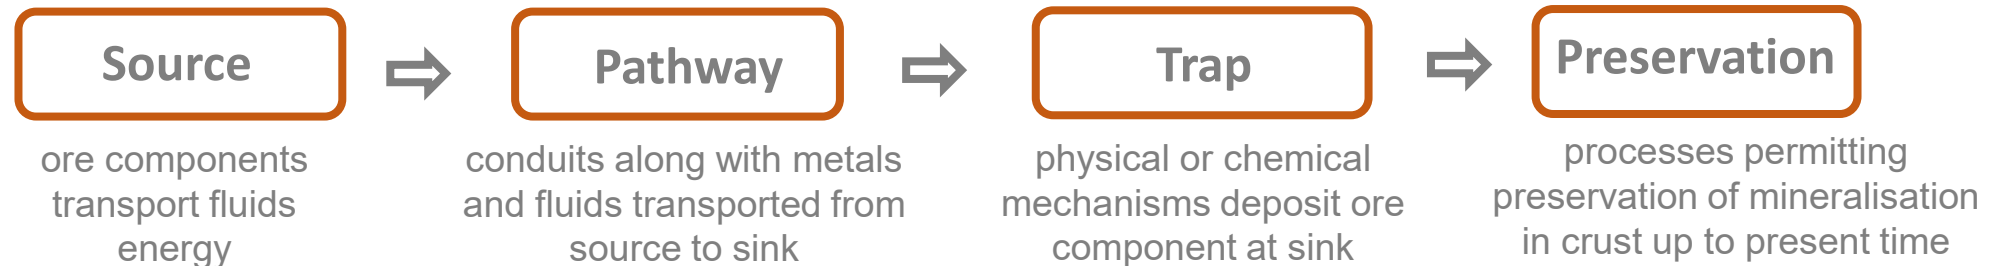 Source
ore components
transport fluids
energy
Pathway
conduits along with metals
and fluids transported from
source to sink
Trap
physical or chemical
mechanisms deposit ore
component at sink
Preservation
processes permitting
preservation of mineralisation
in crust up to present time